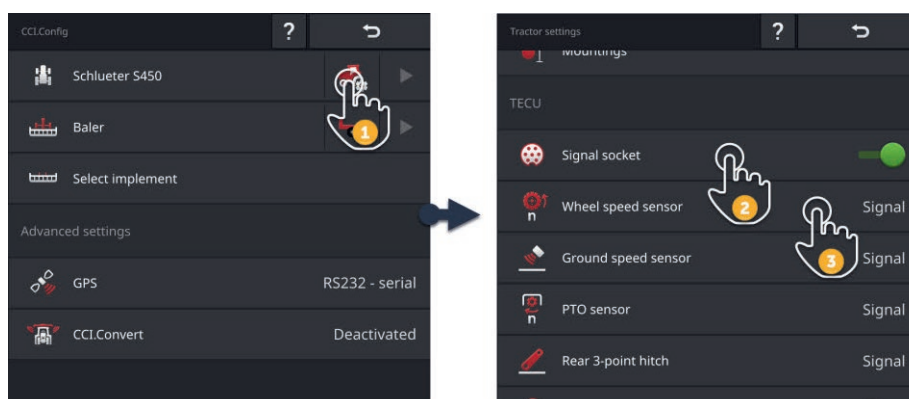 CCI.Config
?
Schlueter S450
1
Baler
Select implement
Advanced settings
GPS RS232 - serial
CCI.Convert Deactivated
Tractor settings
?
Mountings
TECU
Signal socket
2
n Wheel speed sensor Signal
3
Ground speed sensor Signal
n PTO sensor Signal
Rear 3-point hitch Signal